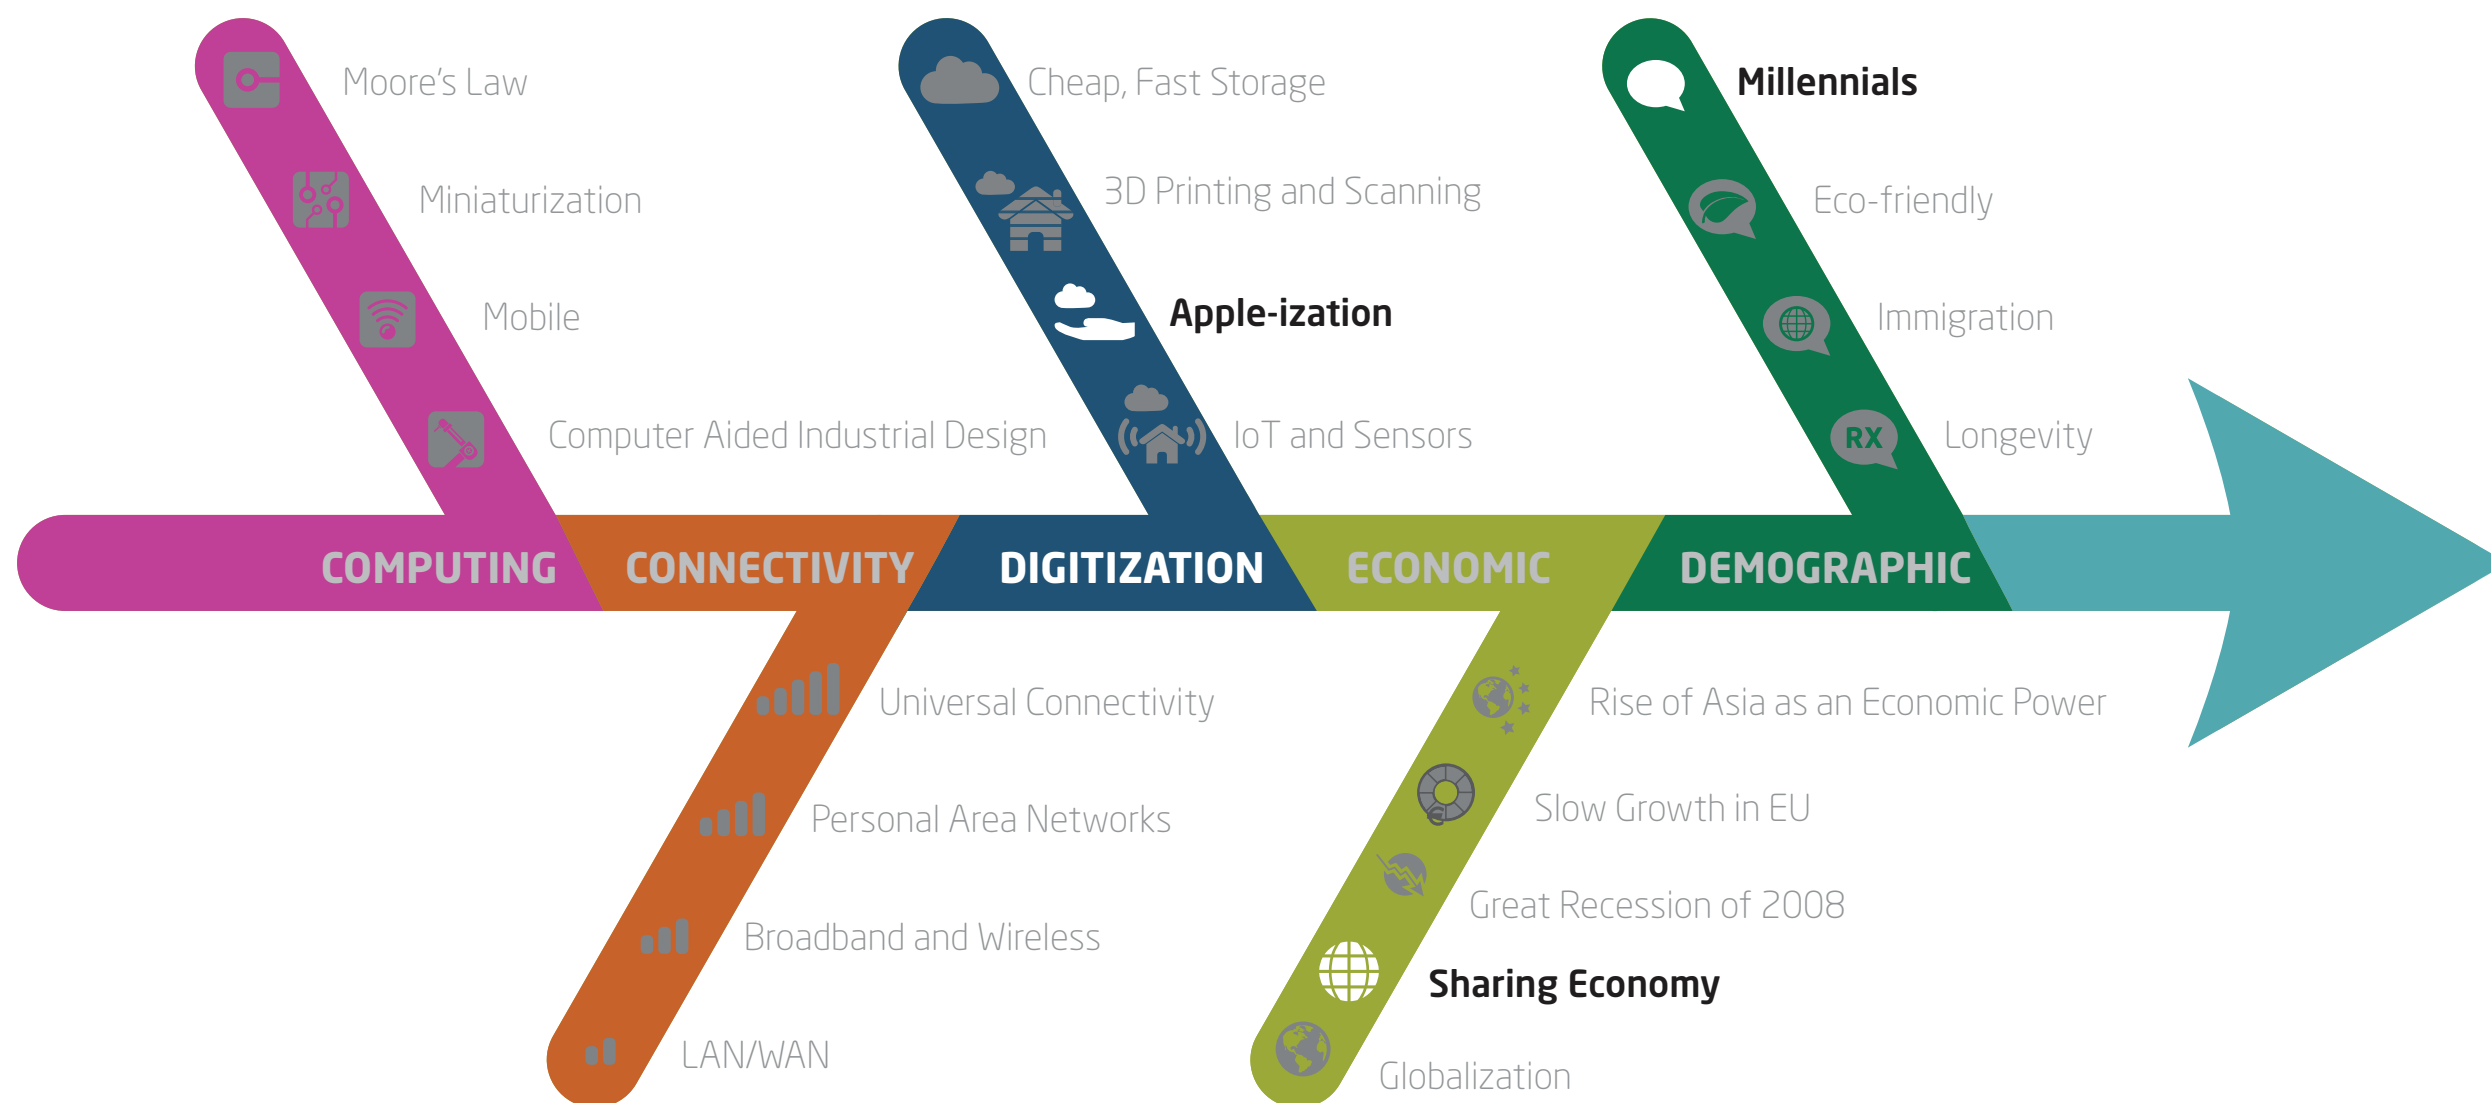 Moore's Law
Miniaturization
Mobile
Computer Aided Industrial Design
Cheap, Fast Storage
3D Printing and Scanning
Apple-ization
IoT and Sensors
Millennials
Eco-friendly
Immigration
RX
Longevity
COMPUTING
CONNECTIVITY
DIGITIZATION
ECONOMIC
DEMOGRAPHIC
Universal Connectivity
Personal Area Networks
Broadband and Wireless
LAN/WAN
Rise of Asia as an Economic Power
Slow Growth in EU
Great Recession of 2008
Sharing Economy
Globalization